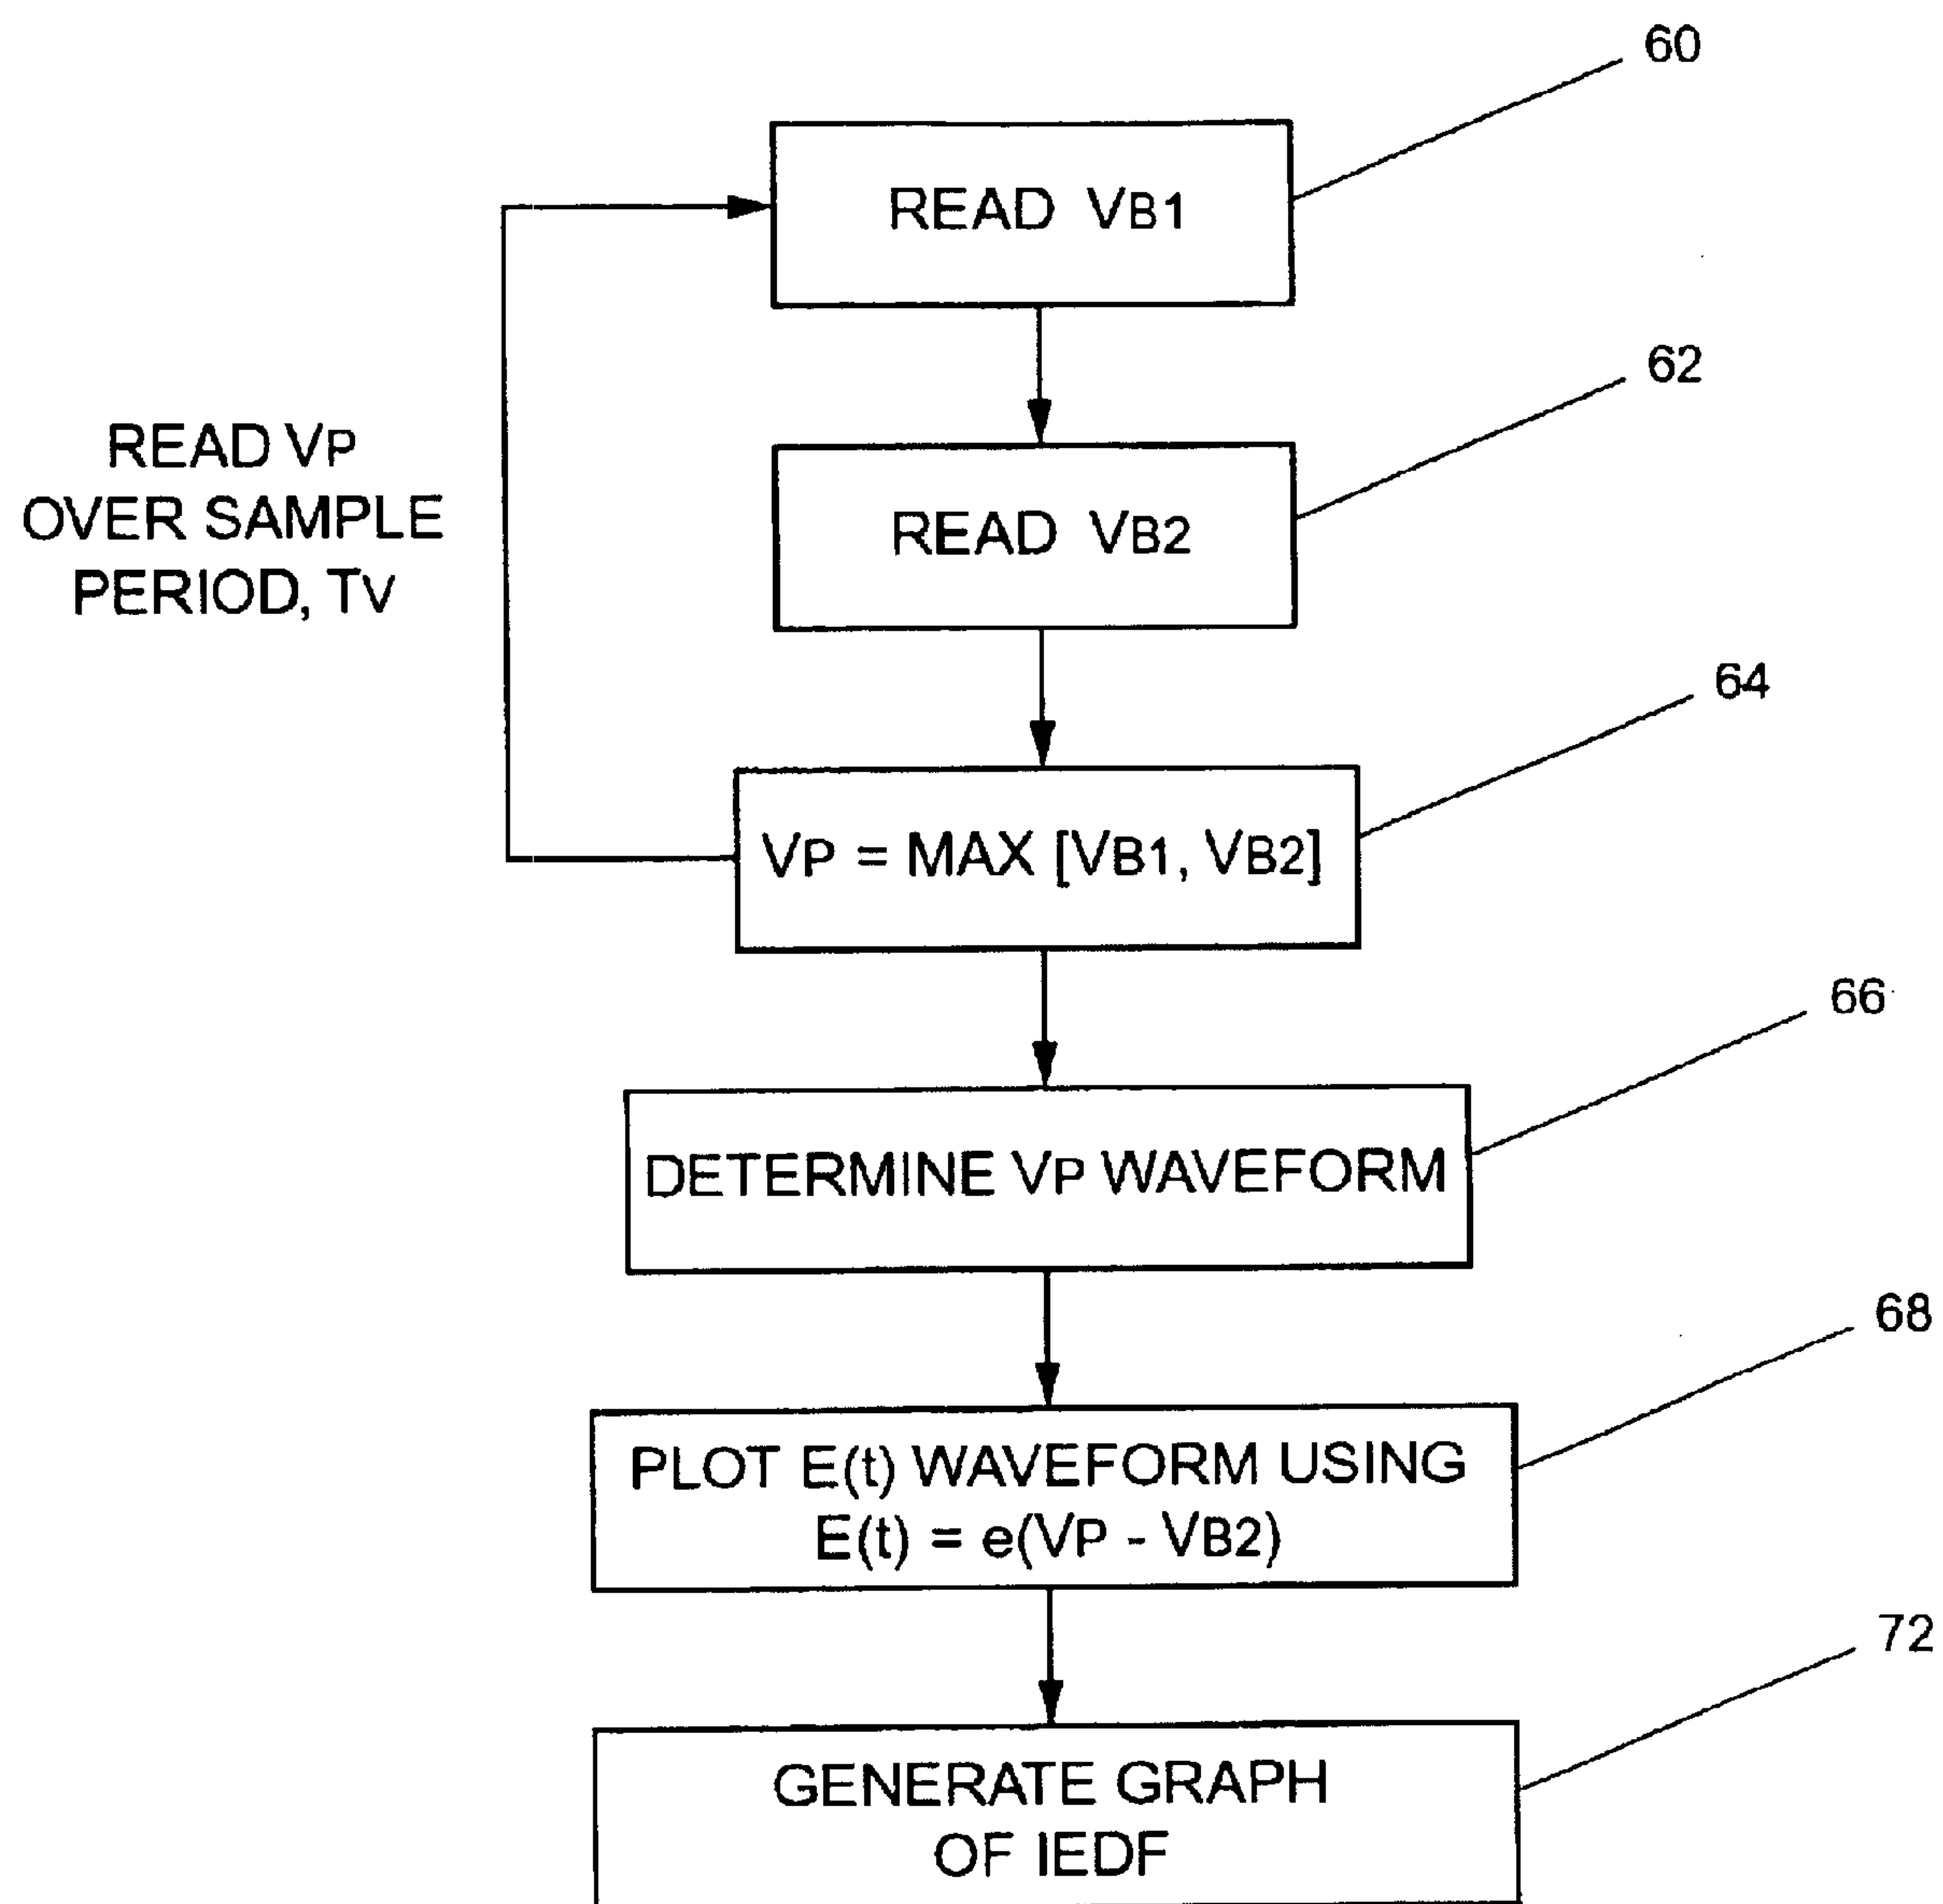 60
READ VB1
62
READ VB2
READ VP
OVER SAMPLE
PERIOD, TV
64
VP = MAX [VB1, VB2]
66
DETERMINE VP WAVEFORM
68
PLOT E(t) WAVEFORM USING
E(t) = e(VP - VB2)
72
GENERATE GRAPH
OF IEDF